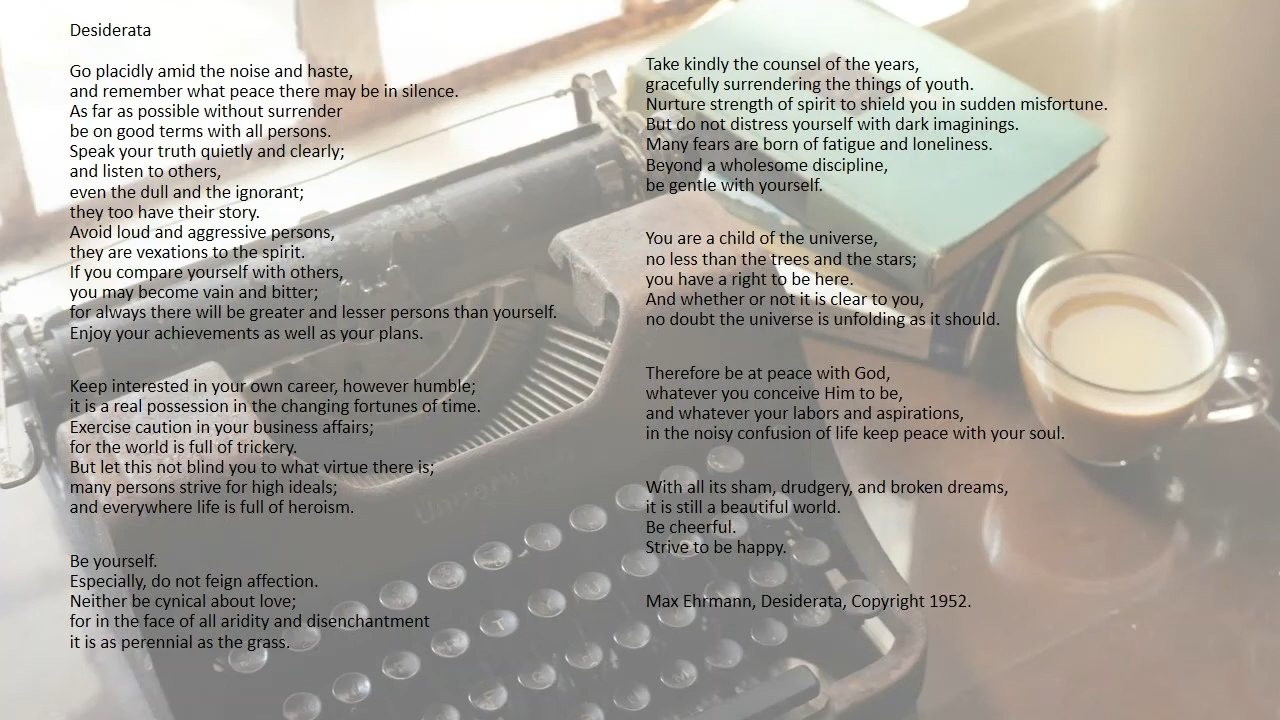 Desiderata
Go placidly amid the noise and haste,
and remember what peace there may be in silence.
As far as possible without surrender
be on good terms with all persons.
Speak your truth quietly and clearly;
and listen to others,
even the dull and the ignorant;
they too have their story.
Avoid loud and aggressive persons,
they are vexations to the spirit.
If you compare yourself with others,
you may become vain and bitter;
for always there will be greater and lesser persons than yourself.
Enjoy your achievements as well as your plans.
Keep interested in your own career, however humble;
it is a real possession in the changing fortunes of time.
Exercise caution in your business affairs;
for the world is full of trickery.
But let this not blind you to what virtue there is;
many persons strive for high ideals;
and everywhere life is full of heroism.
Be yourself.
Especially, do not feign affection.
Neither be cynical about love;
for in the face of all aridity and disenchantment
it is as perennial as the grass.
Take kindly the counsel of the years,
gracefully surrendering the things of youth.
Nurture strength of spirit to shield you in sudden misfortune.
But do not distress yourself with dark imaginings.
Many fears are born of fatigue and loneliness.
Beyond a wholesome discipline,
be gentle with yourself.
You are a child of the universe,
no less than the trees and the stars;
you have a right to be here.
And whether or not it is clear to you,
no doubt the universe is unfolding as it should.
Therefore be at peace with God,
whatever you conceive Him to be,
and whatever your labors and aspirations,
in the noisy confusion of life keep peace with your soul.
With all its sham, drudgery, and broken dreams,
it is still a beautiful world.
Be cheerful.
Strive to be happy.
Max Ehrmann, Desiderata, Copyright 1952.